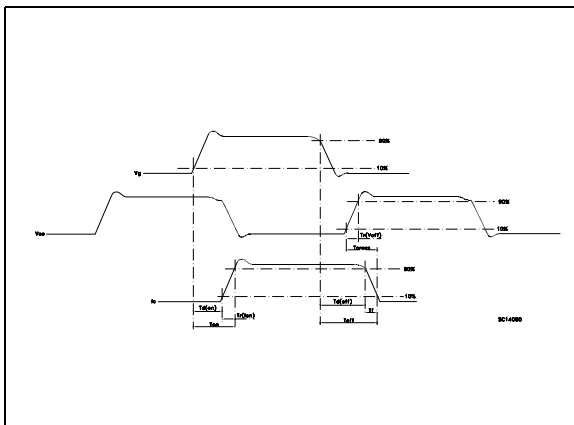 90%
10%
Vg
90%
Vce
10%
Tr(Voff)
Tcross
90%
Ic
10%
Td(on)
Td(off)
Tr(Ion)
Tf
Ton
Toff
SC14080